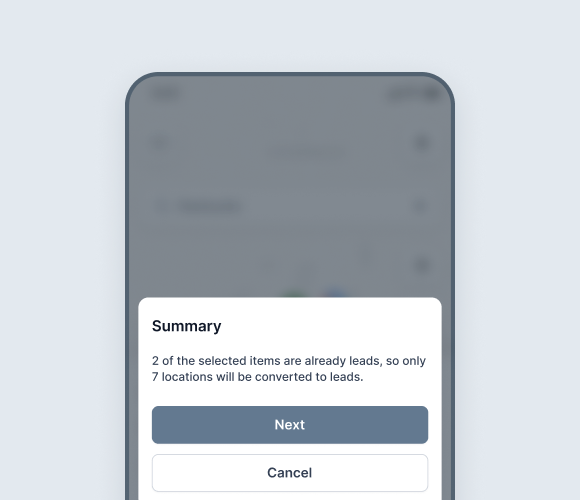 Summary
2 of the selected items are already leads, so only
7 locations will be converted to leads.
Next
Cancel